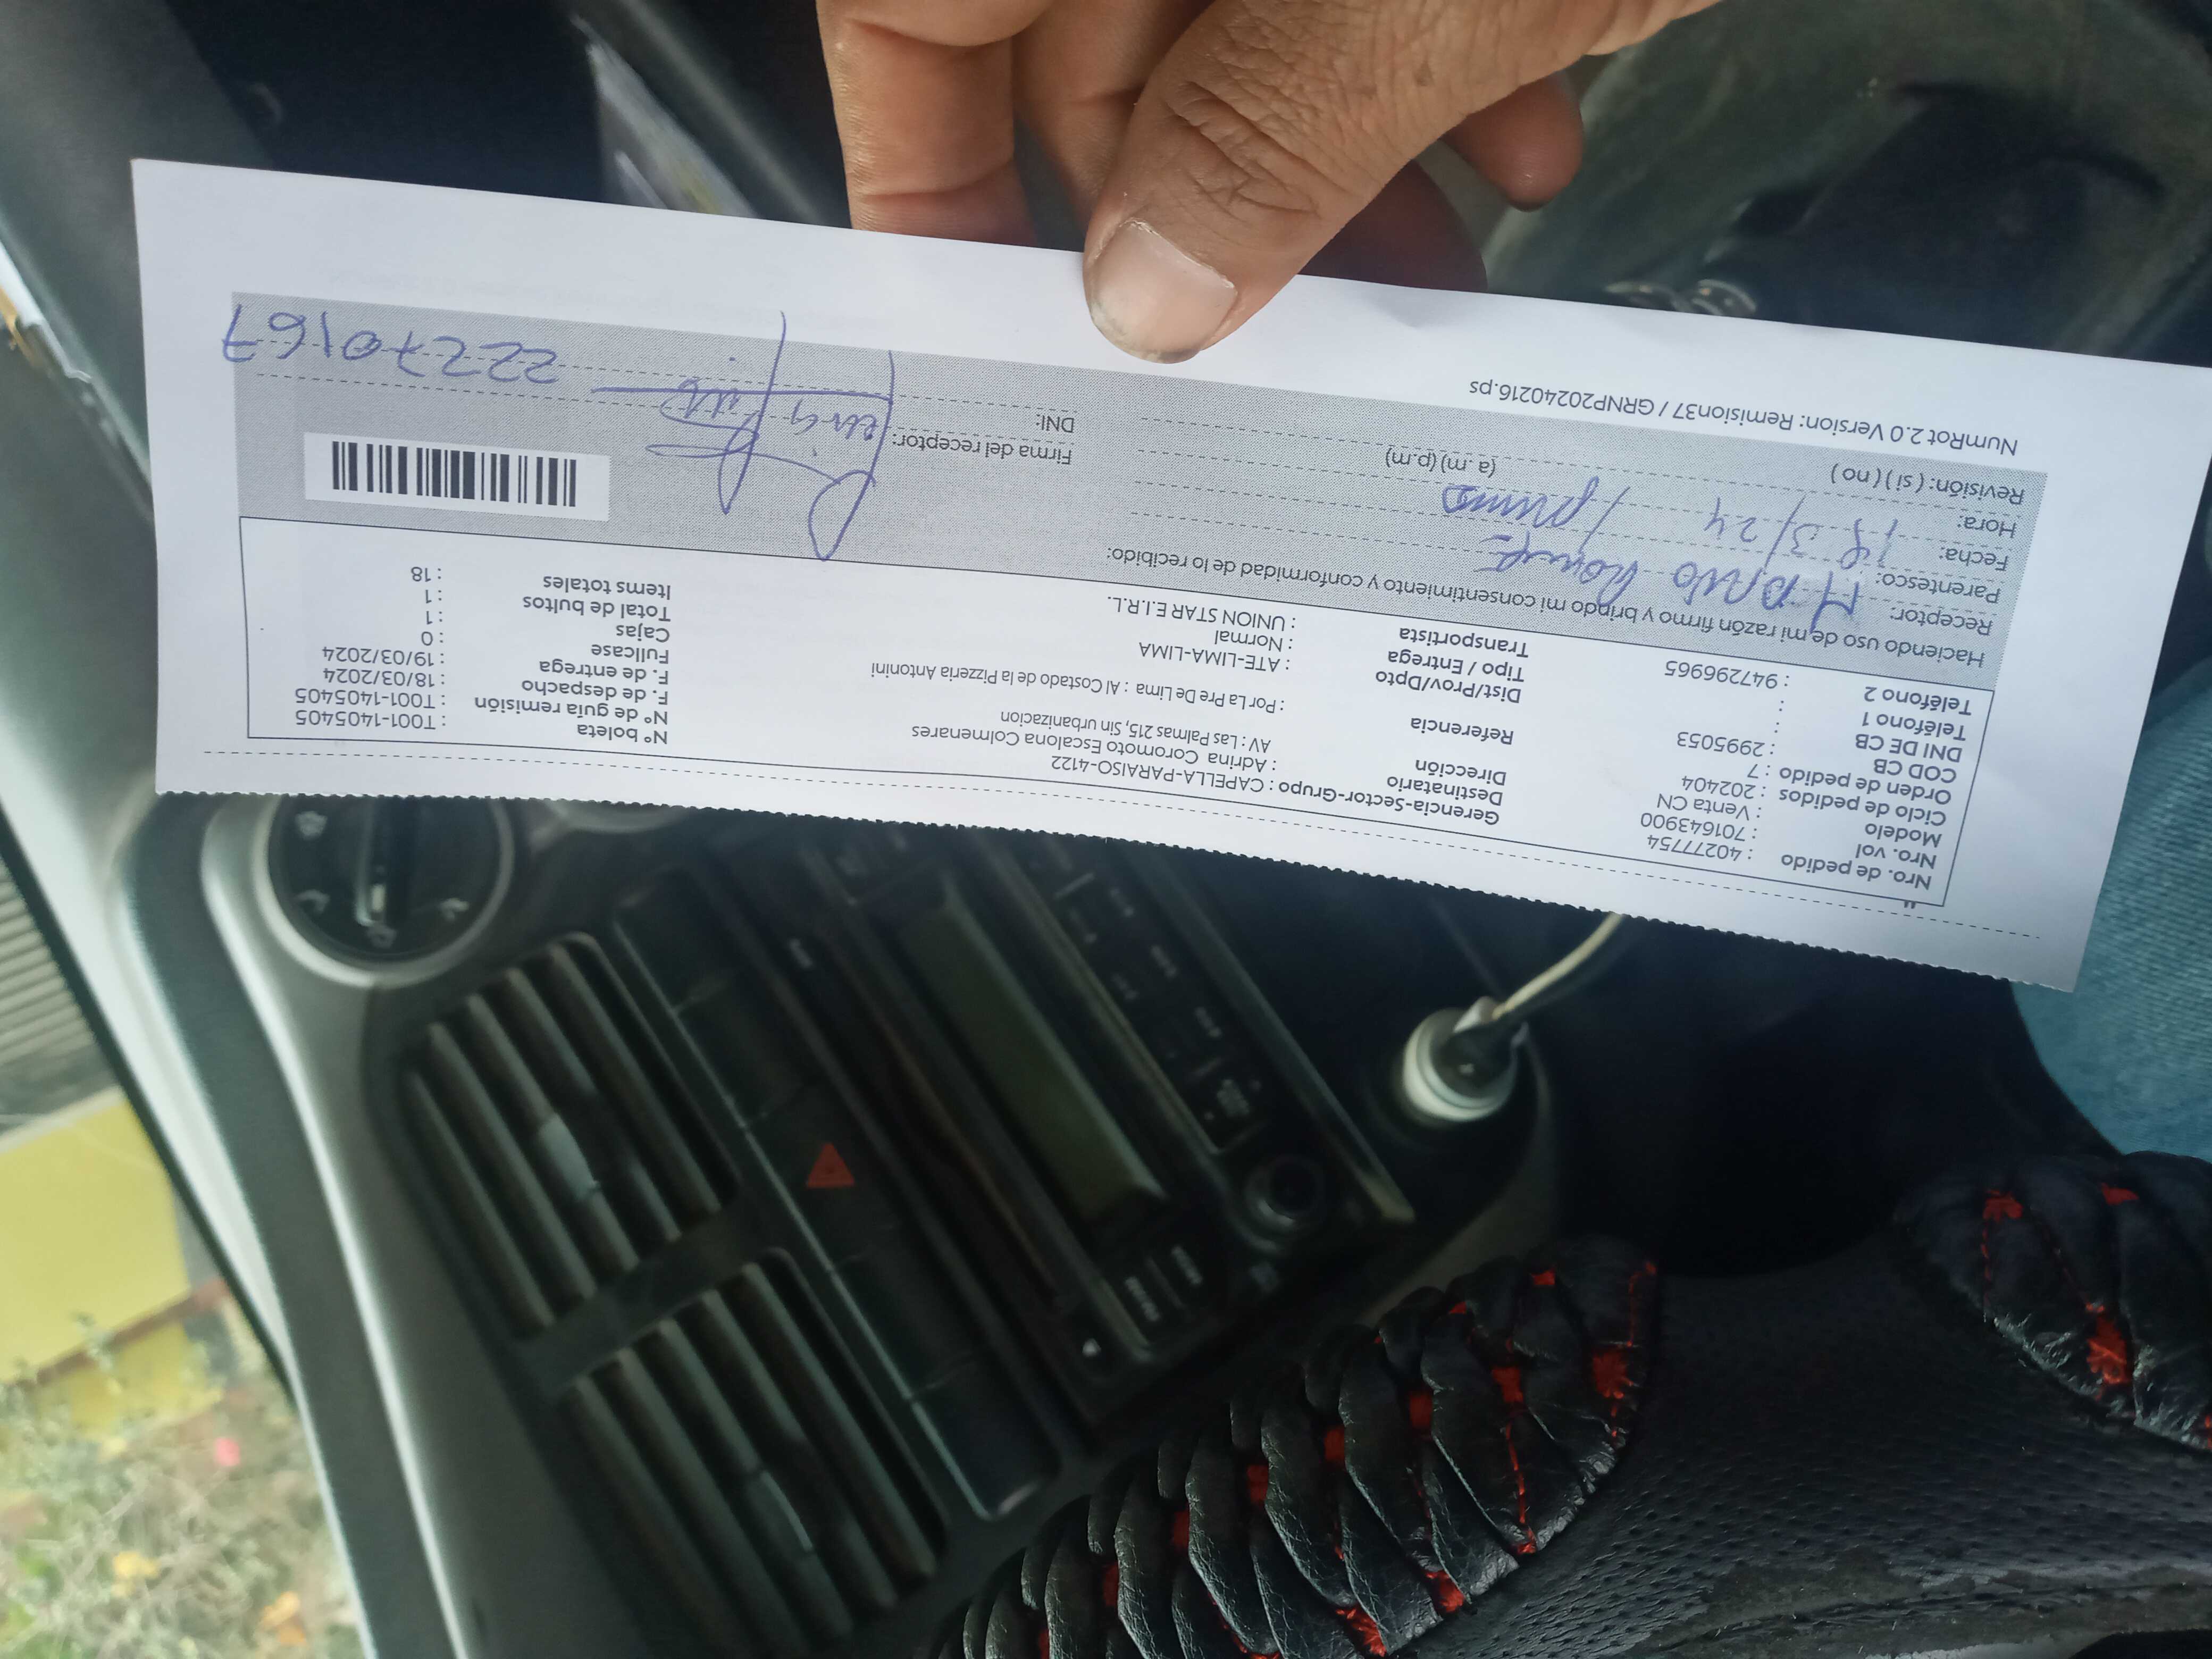 Nro. de pedido : 40277754
Nro. vol : 701643900
Modelo : Venta CN
Ciclo de pedidos : 202404
Orden de pedido : 7
COD CB : 2995053
DNI DE CB :
Teléfono 1 :
Teléfono 2 : 947296965
Gerencia-Sector-Grupo : CAPELLA-PARAISO-4122
Destinatario : Adrina Coromoto Escalona Colmenares
Dirección AV : Las Palmas 215, Sin urbanizacion
Referencia : Por La Pre De Lima : Al Costado de la Pizzeria Antonini
Dist/Prov/Dpto : ATE-LIMA-LIMA
Tipo / Entrega : Normal
Transportista : UNION STAR E.I.R.L.
Nº boleta : T001-1405405
Nº de guía remisión : T001-1405405
F. de despacho : 18/03/2024
F. de entrega : 19/03/2024
Fullcase : 0
Cajas : 1
Total de bultos : 1
Items totales : 18
Haciendo uso de mi razón firmo y brindo mi consentimiento y conformidad de lo recibido:
Receptor:
Parentesco:
Fecha: 3/24
Hora: (a. m) (p.m)
Revisión: ( si ) ( no )
Firma del receptor:
DNI: 22270167
NumRot 2.0 Version: Remision37 / GRNP20240216.ps